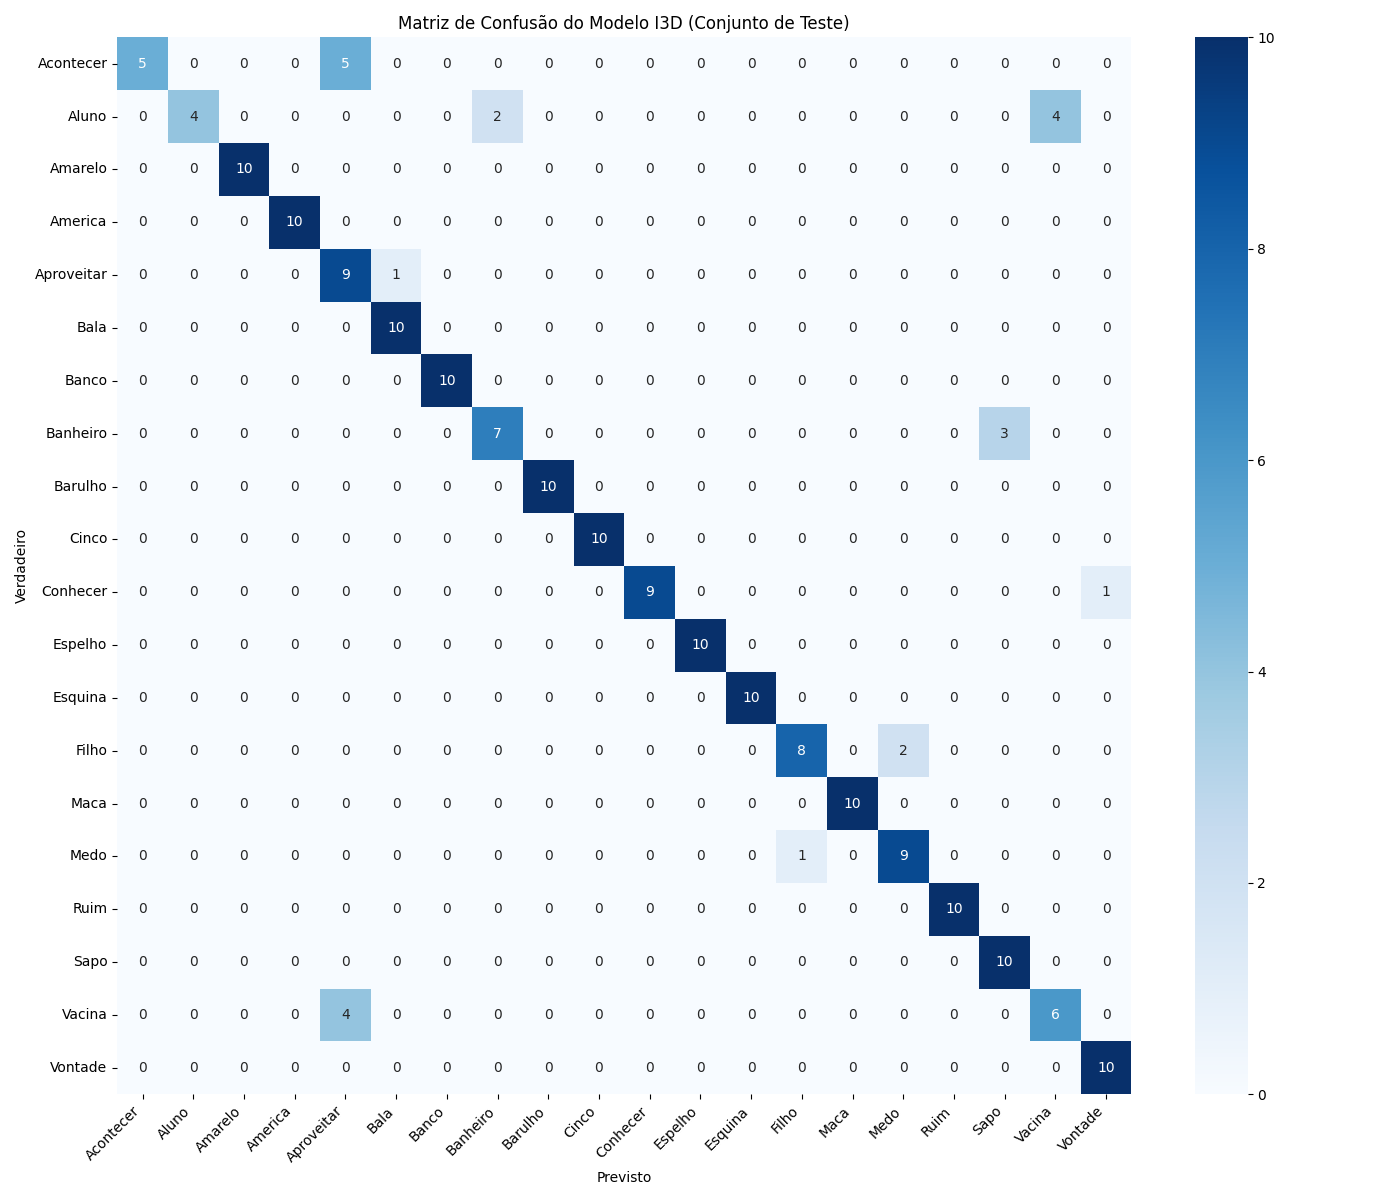 Matriz de Confusão do Modelo I3D (Conjunto de Teste)
Acontecer 5 0 0 0 5 0 0 0 0 0 0 0 0 0 0 0 0 0 0 0
Aluno 0 4 0 0 0 0 0 2 0 0 0 0 0 0 0 0 0 0 4 0
Amarelo 0 0 10 0 0 0 0 0 0 0 0 0 0 0 0 0 0 0 0 0
America 0 0 0 10 0 0 0 0 0 0 0 0 0 0 0 0 0 0 0 0
Aproveitar 0 0 0 0 9 1 0 0 0 0 0 0 0 0 0 0 0 0 0 0
Bala 0 0 0 0 0 10 0 0 0 0 0 0 0 0 0 0 0 0 0 0
Banco 0 0 0 0 0 0 10 0 0 0 0 0 0 0 0 0 0 0 0 0
Banheiro 0 0 0 0 0 0 0 7 0 0 0 0 0 0 0 0 0 3 0 0
Barulho 0 0 0 0 0 0 0 0 10 0 0 0 0 0 0 0 0 0 0 0
Cinco 0 0 0 0 0 0 0 0 0 10 0 0 0 0 0 0 0 0 0 0
Conhecer 0 0 0 0 0 0 0 0 0 0 9 0 0 0 0 0 0 0 0 1
Espelho 0 0 0 0 0 0 0 0 0 0 0 10 0 0 0 0 0 0 0 0
Esquina 0 0 0 0 0 0 0 0 0 0 0 0 10 0 0 0 0 0 0 0
Filho 0 0 0 0 0 0 0 0 0 0 0 0 0 8 0 2 0 0 0 0
Maca 0 0 0 0 0 0 0 0 0 0 0 0 0 0 10 0 0 0 0 0
Medo 0 0 0 0 0 0 0 0 0 0 0 0 0 1 0 9 0 0 0 0
Ruim 0 0 0 0 0 0 0 0 0 0 0 0 0 0 0 0 10 0 0 0
Sapo 0 0 0 0 0 0 0 0 0 0 0 0 0 0 0 0 0 10 0 0
Vacina 0 0 0 0 4 0 0 0 0 0 0 0 0 0 0 0 0 0 6 0
Vontade 0 0 0 0 0 0 0 0 0 0 0 0 0 0 0 0 0 0 0 10
Acontecer Aluno Amarelo America Aproveitar Bala Banco Banheiro Barulho Cinco Conhecer Espelho Esquina Filho Maca Medo Ruim Sapo Vacina Vontade
Previsto
Verdadeiro
10
8
6
4
2
0